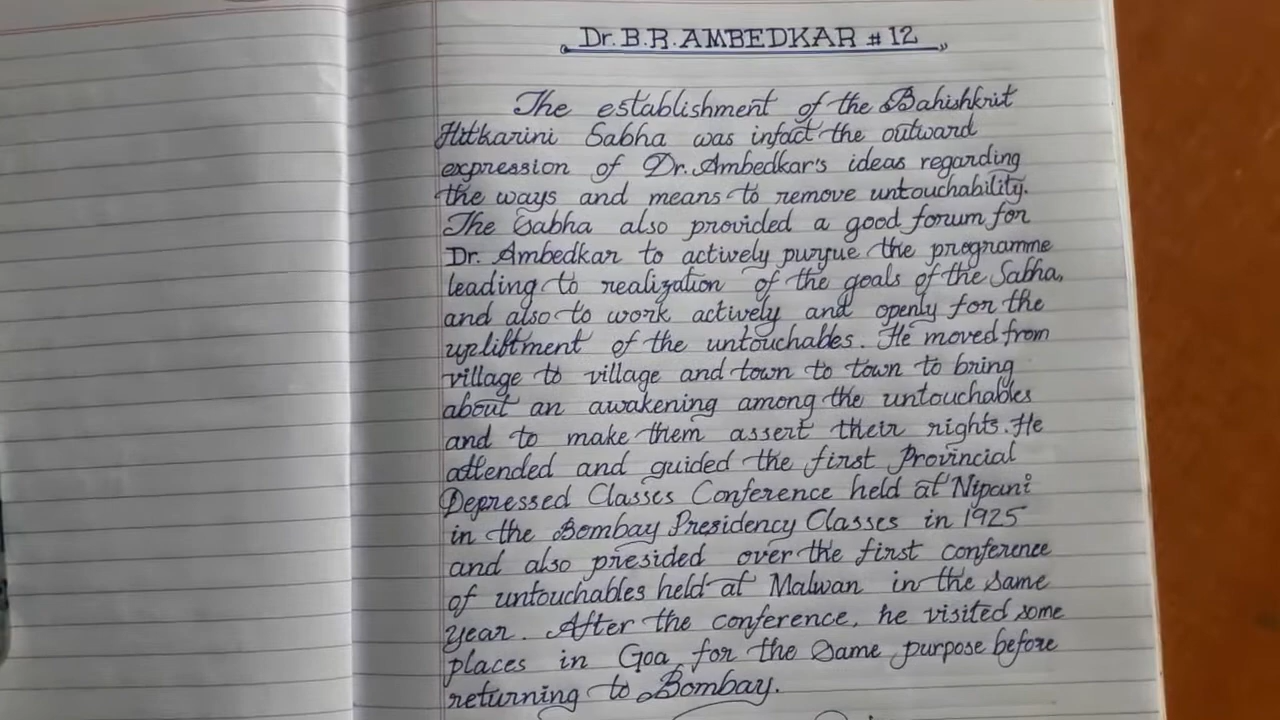 Dr. B.R. AMBEDKAR # 12
The establishment of the Bahishkrit
Hitkarini Sabha was infact the outward
expression of Dr. Ambedkar's ideas regarding
the ways and means to remove untouchability.
The Sabha also provided a good forum for
Dr. Ambedkar to actively pursue the programme
leading to realization of the goals of the Sabha,
and also to work actively and openly for the
upliftment of the untouchables. He moved from
village to village and town to town to bring
about an awakening among the untouchables
and to make them assert their rights. He
attended and guided the first Provincial
Depressed Classes Conference held at Nipani
in the Bombay Presidency Classes in 1925
and also presided over the first conference
of untouchables held at Malwan in the same
year. After the conference, he visited some
places in Goa for the same purpose before
returning to Bombay.